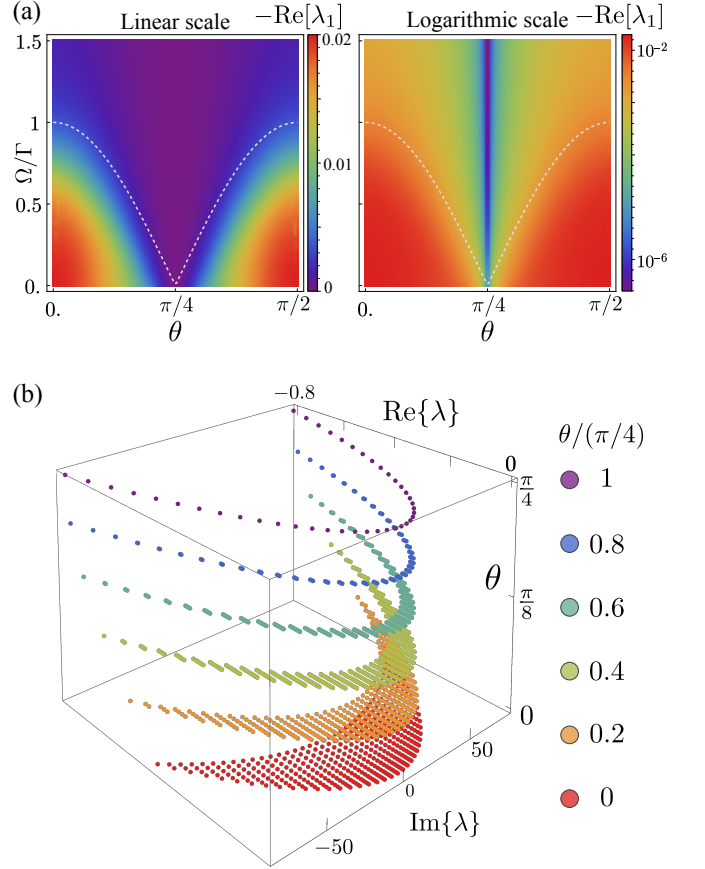 (a)
Linear scale
−Re[λ₁]
Logarithmic scale
−Re[λ₁]
1.5
1
0.5
0.
Ω/Γ
0.
π/4
π/2
θ
0.02
0.01
0
0.
π/4
π/2
θ
10⁻²
10⁻⁶
(b)
−0.8
Re{λ}
0
π/4
θ
π/8
0
50
0
−50
Im{λ}
θ/(π/4)
1
0.8
0.6
0.4
0.2
0